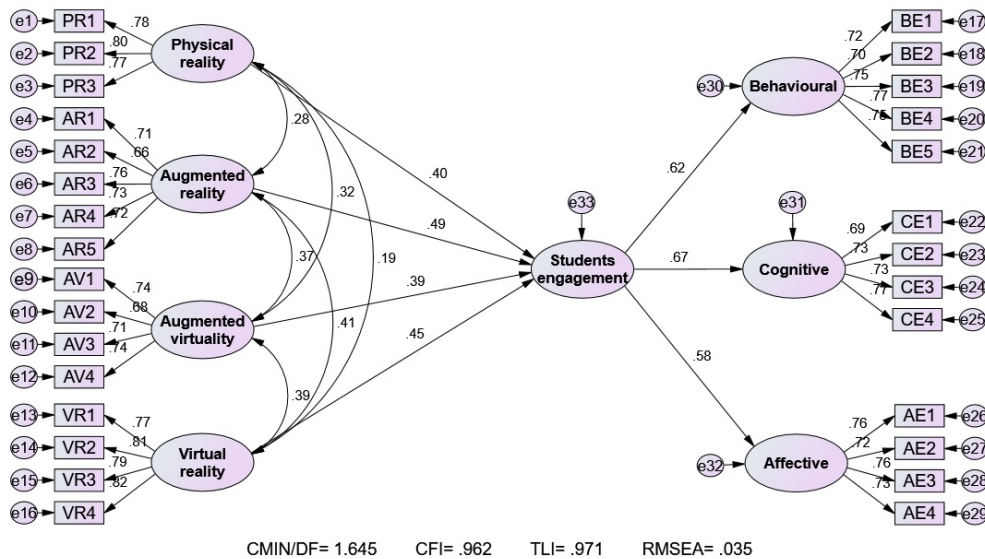 e1 PR1 .78
e2 PR2 .80
e3 PR3 .77
Physical
reality
e4 AR1 .71
e5 AR2 .66
e6 AR3 .76
e7 AR4 .73
e8 AR5 .72
Augmented
reality
e9 AV1 .74
e10 AV2 .68
e11 AV3 .71
e12 AV4 .74
Augmented
virtuality
e13 VR1 .77
e14 VR2 .81
e15 VR3 .79
e16 VR4 .82
Virtual
reality
.28
.32
.19
.37
.41
.39
.40
.49
.39
.45
e33
Students
engagement
.62
.67
.58
e30
Behavioural
.72 BE1 e17
.70 BE2 e18
.75 BE3 e19
.77 BE4 e20
BE5 e21
e31
Cognitive
.69 CE1 e22
.73 CE2 e23
.73 CE3 e24
.77 CE4 e25
e32
Affective
.76 AE1 e26
.72 AE2 e27
.76 AE3 e28
.73 AE4 e29
CMIN/DF= 1.645 CFI= .962 TLI= .971 RMSEA= .035